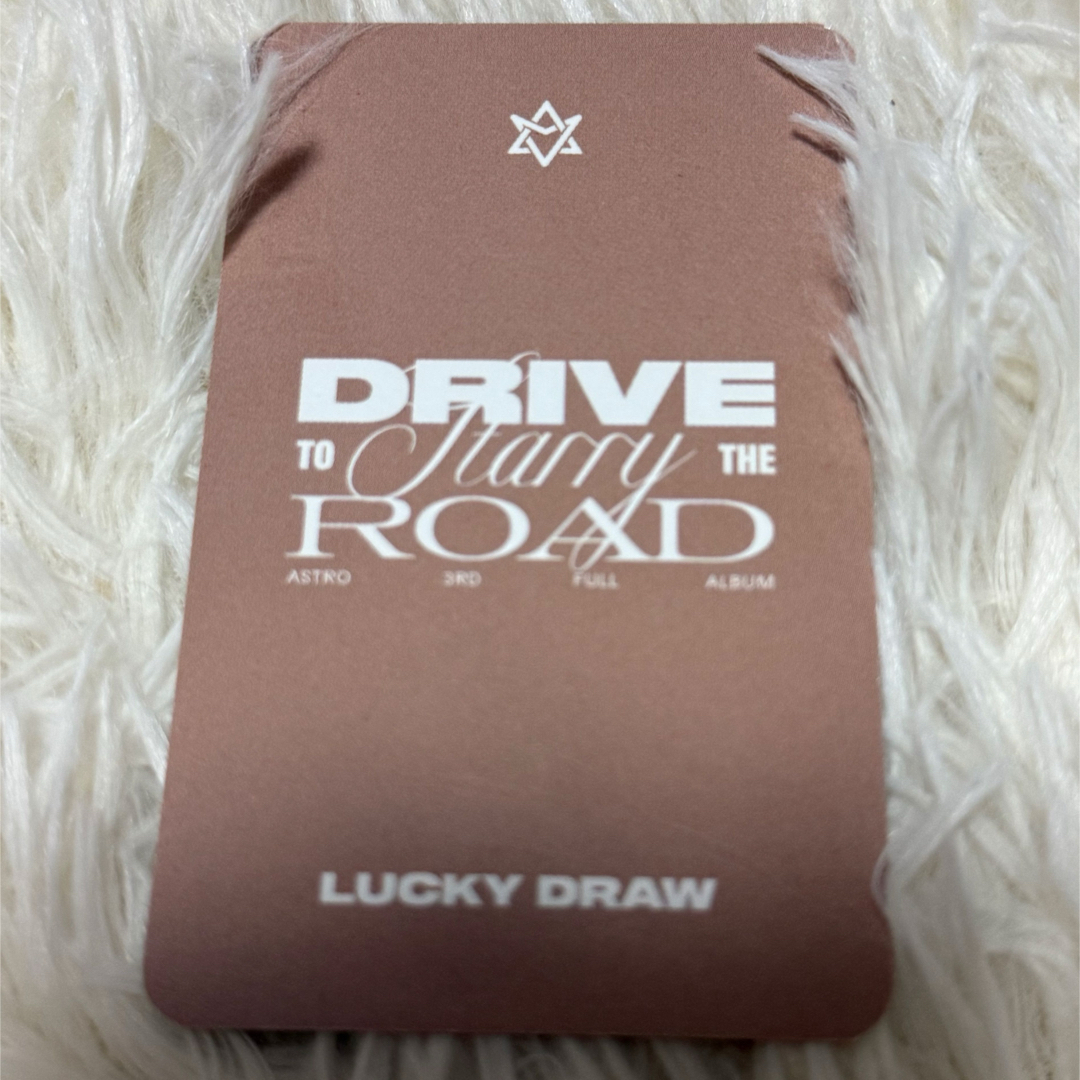 DRIVE
TO Starry THE
ROAD
ASTRO 3RD FULL ALBUM
LUCKY DRAW